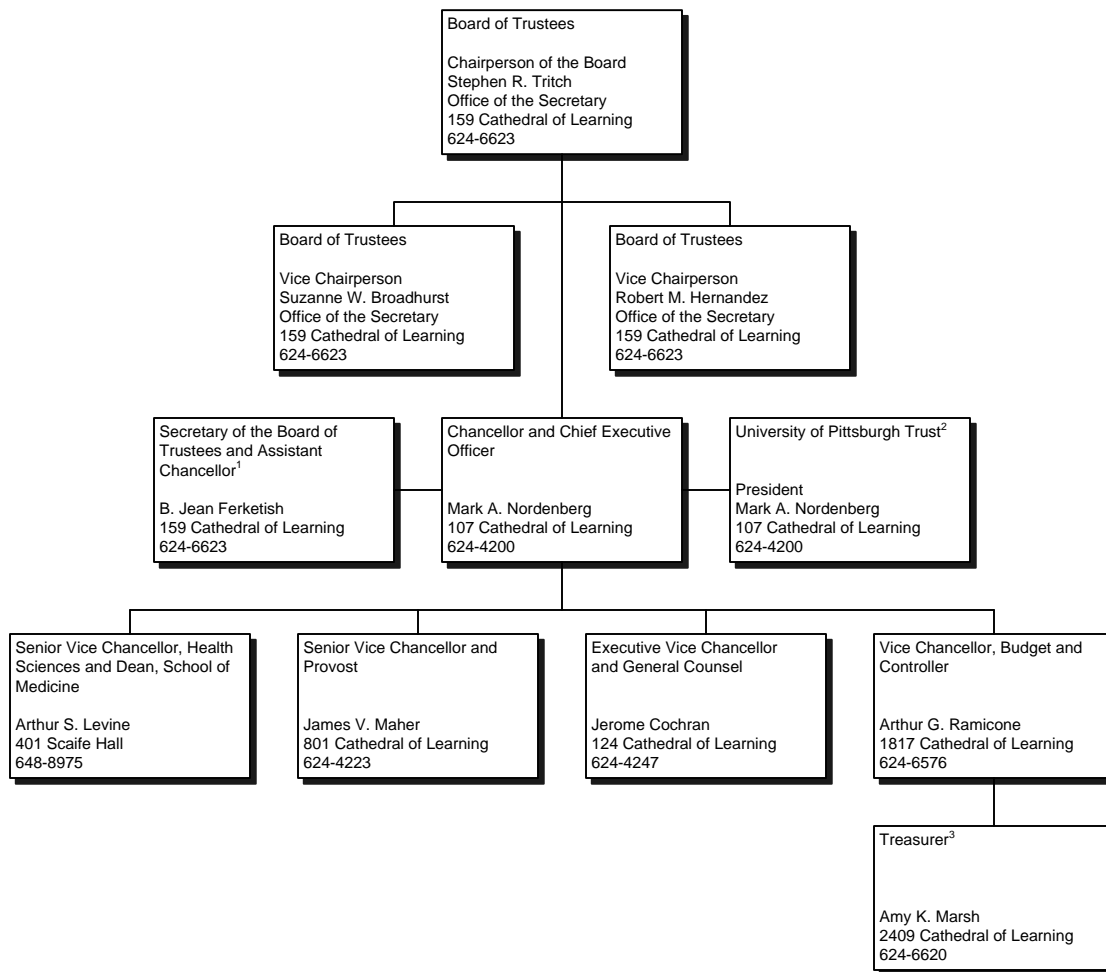 Board of Trustees
Chairperson of the Board
Stephen R. Tritch
Office of the Secretary
159 Cathedral of Learning
624-6623
Board of Trustees
Vice Chairperson
Suzanne W. Broadhurst
Office of the Secretary
159 Cathedral of Learning
624-6623
Board of Trustees
Vice Chairperson
Robert M. Hernandez
Office of the Secretary
159 Cathedral of Learning
624-6623
Secretary of the Board of
Trustees and Assistant
Chancellor1
B. Jean Ferketish
159 Cathedral of Learning
624-6623
Chancellor and Chief Executive
Officer
Mark A. Nordenberg
107 Cathedral of Learning
624-4200
University of Pittsburgh Trust2
President
Mark A. Nordenberg
107 Cathedral of Learning
624-4200
Senior Vice Chancellor, Health
Sciences and Dean, School of
Medicine
Arthur S. Levine
401 Scaife Hall
648-8975
Senior Vice Chancellor and
Provost
James V. Maher
801 Cathedral of Learning
624-4223
Executive Vice Chancellor
and General Counsel
Jerome Cochran
124 Cathedral of Learning
624-4247
Vice Chancellor, Budget and
Controller
Arthur G. Ramicone
1817 Cathedral of Learning
624-6576
Treasurer3
Amy K. Marsh
2409 Cathedral of Learning
624-6620